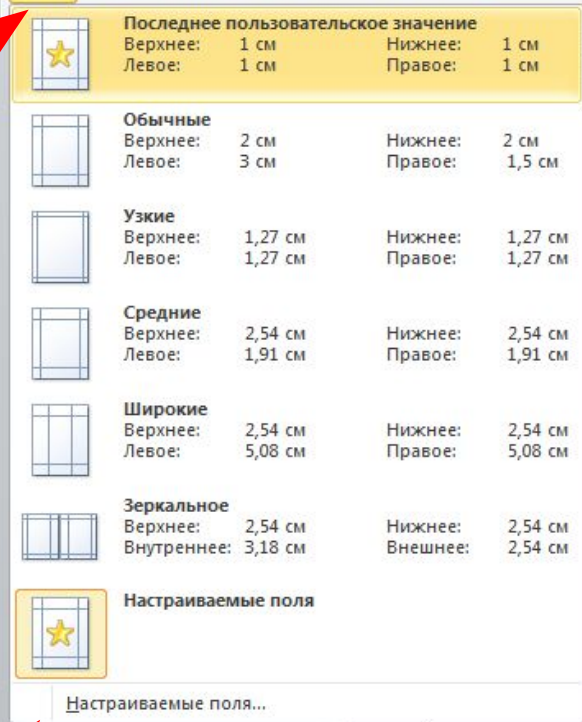 Последнее пользовательское значение
Верхнее: 1 см Нижнее: 1 см
Левое: 1 см Правое: 1 см
Обычные
Верхнее: 2 см Нижнее: 2 см
Левое: 3 см Правое: 1,5 см
Узкие
Верхнее: 1,27 см Нижнее: 1,27 см
Левое: 1,27 см Правое: 1,27 см
Средние
Верхнее: 2,54 см Нижнее: 2,54 см
Левое: 1,91 см Правое: 1,91 см
Широкие
Верхнее: 2,54 см Нижнее: 2,54 см
Левое: 5,08 см Правое: 5,08 см
Зеркальное
Верхнее: 2,54 см Нижнее: 2,54 см
Внутреннее: 3,18 см Внешнее: 2,54 см
Настраиваемые поля
Настраиваемые поля...